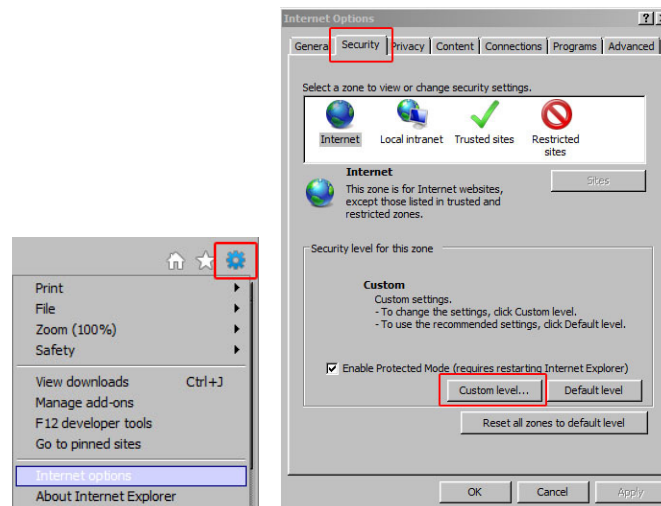 Print
File
Zoom (100%)
Safety
View downloads Ctrl+J
Manage add-ons
F12 developer tools
Go to pinned sites
Internet options
About Internet Explorer
Internet Options
General Security Privacy Content Connections Programs Advanced
Select a zone to view or change security settings.
Internet Local intranet Trusted sites Restricted
sites
Internet
Sites
This zone is for Internet websites,
except those listed in trusted and
restricted zones.
Security level for this zone
Custom
Custom settings.
- To change the settings, click Custom level.
- To use the recommended settings, click Default level.
Enable Protected Mode (requires restarting Internet Explorer)
Custom level... Default level
Reset all zones to default level
OK Cancel Apply